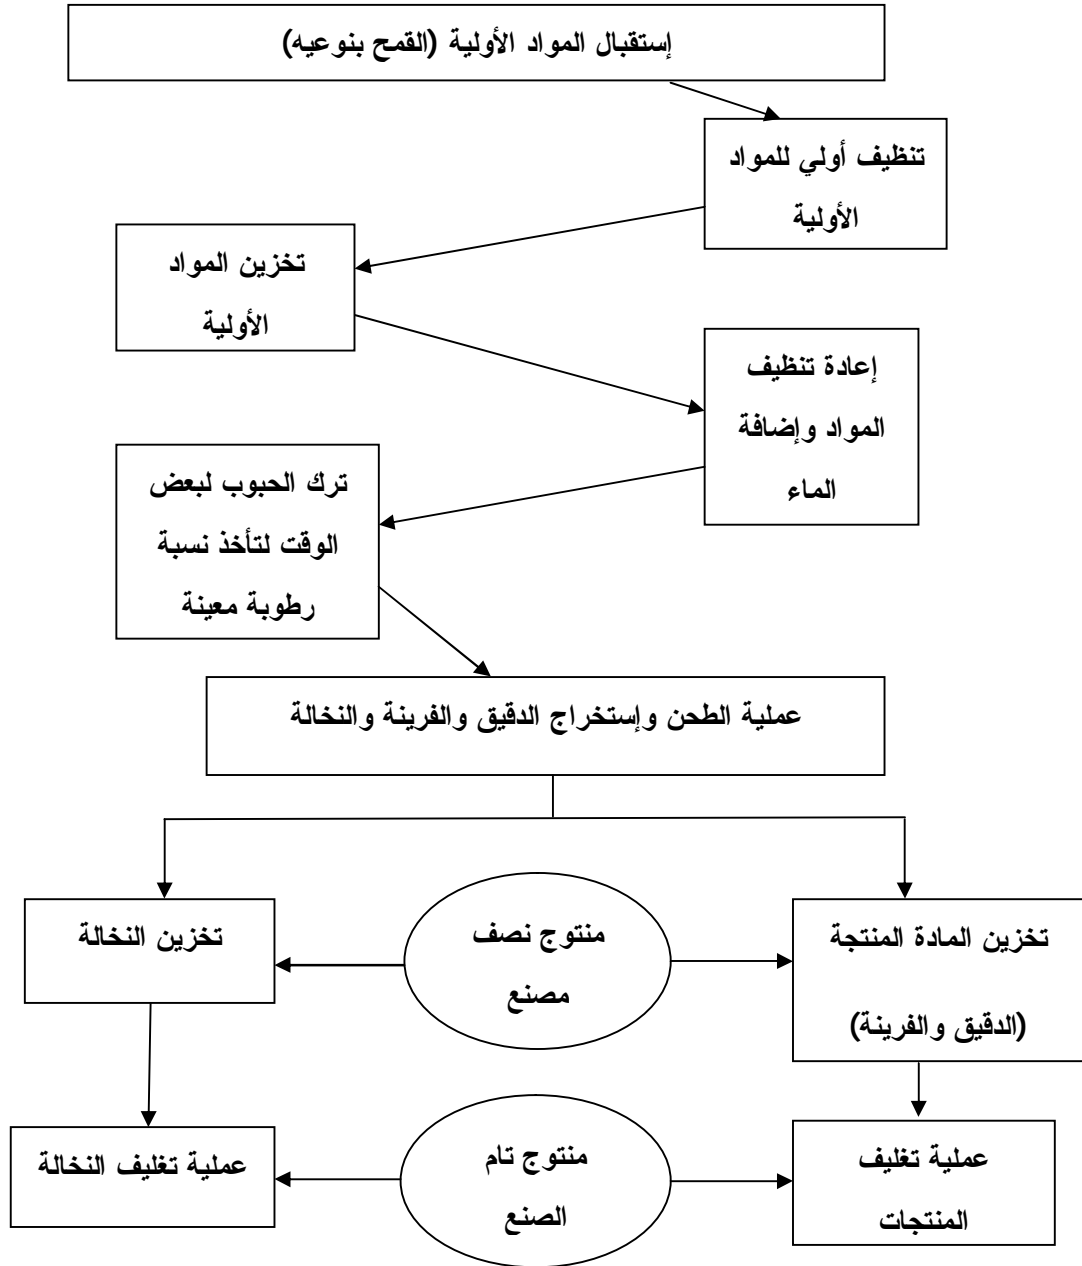 إستقبال المواد الأولية (القمح بنوعيه)
تنظيف أولي للمواد
الأولية
تخزين المواد
الأولية
إعادة تنظيف
المواد وإضافة
الماء
ترك الحبوب لبعض
الوقت لتأخذ نسبة
رطوبة معينة
عملية الطحن وإستخراج الدقيق والفرينة والنخالة
تخزين المادة المنتجة
(الدقيق والفرينة)
منتوج نصف
مصنع
تخزين النخالة
عملية تغليف
المنتجات
منتوج تام
الصنع
عملية تغليف النخالة